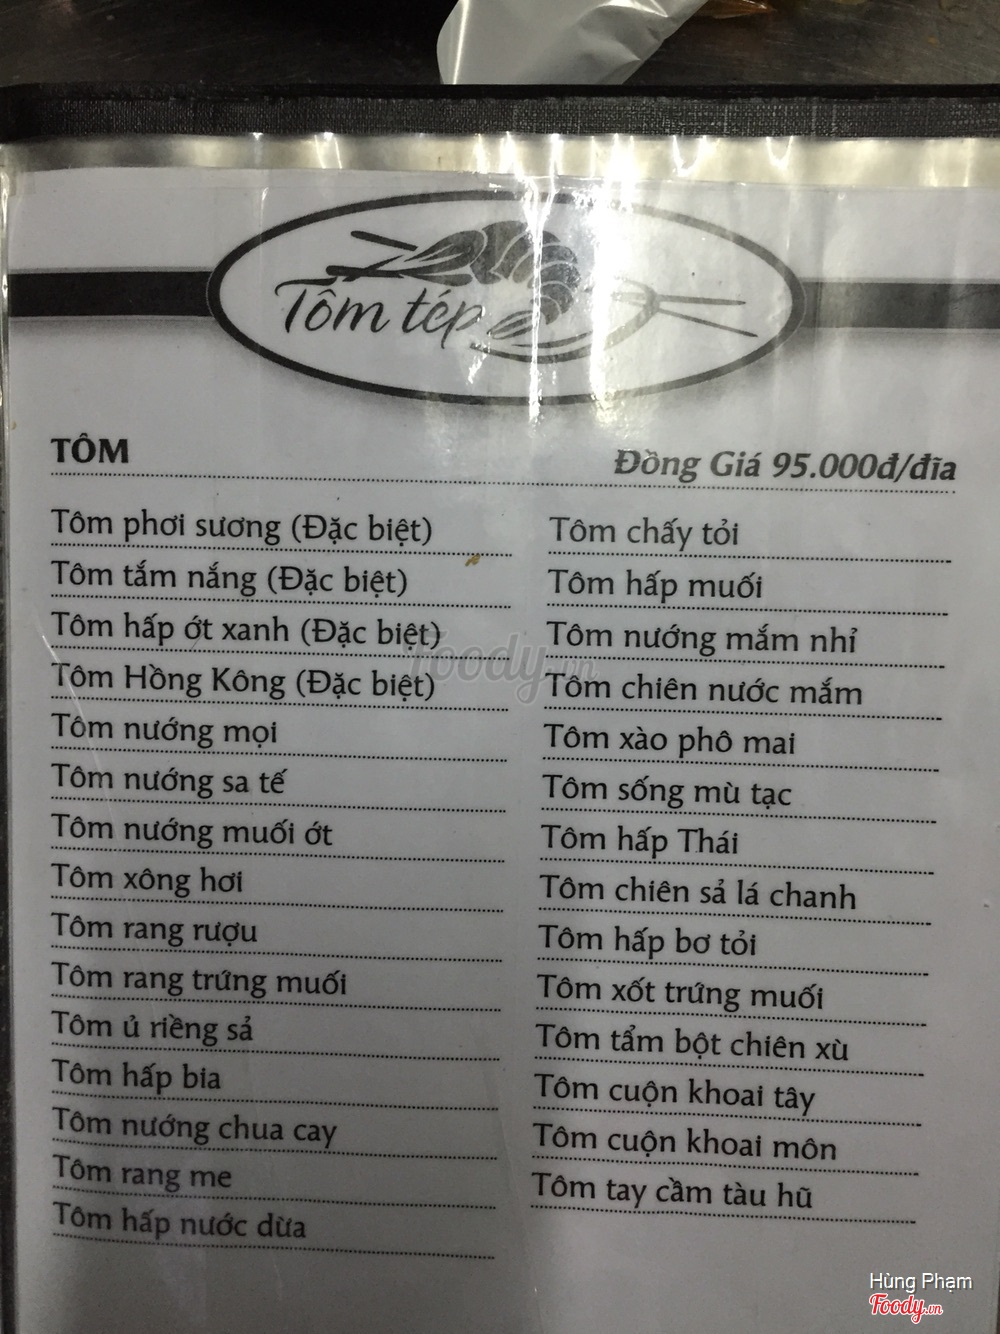 Tôm tép
TÔM
Đồng Giá 95.000đ/đĩa
Tôm phơi sương (Đặc biệt)
Tôm tắm nắng (Đặc biệt)
Tôm hấp ớt xanh (Đặc biệt)
Tôm Hồng Kông (Đặc biệt)
Tôm nướng mọi
Tôm nướng sa tế
Tôm nướng muối ớt
Tôm xông hơi
Tôm rang rượu
Tôm rang trứng muối
Tôm ủ riềng sả
Tôm hấp bia
Tôm nướng chua cay
Tôm rang me
Tôm hấp nước dừa
Tôm chấy tỏi
Tôm hấp muối
Tôm nướng mắm nhỉ
Tôm chiên nước mắm
Tôm xào phô mai
Tôm sống mù tạc
Tôm hấp Thái
Tôm chiên sả lá chanh
Tôm hấp bơ tỏi
Tôm xốt trứng muối
Tôm tẩm bột chiên xù
Tôm cuộn khoai tây
Tôm cuộn khoai môn
Tôm tay cầm tàu hũ
Foody.vn
Hùng Phạm
Foody.vn